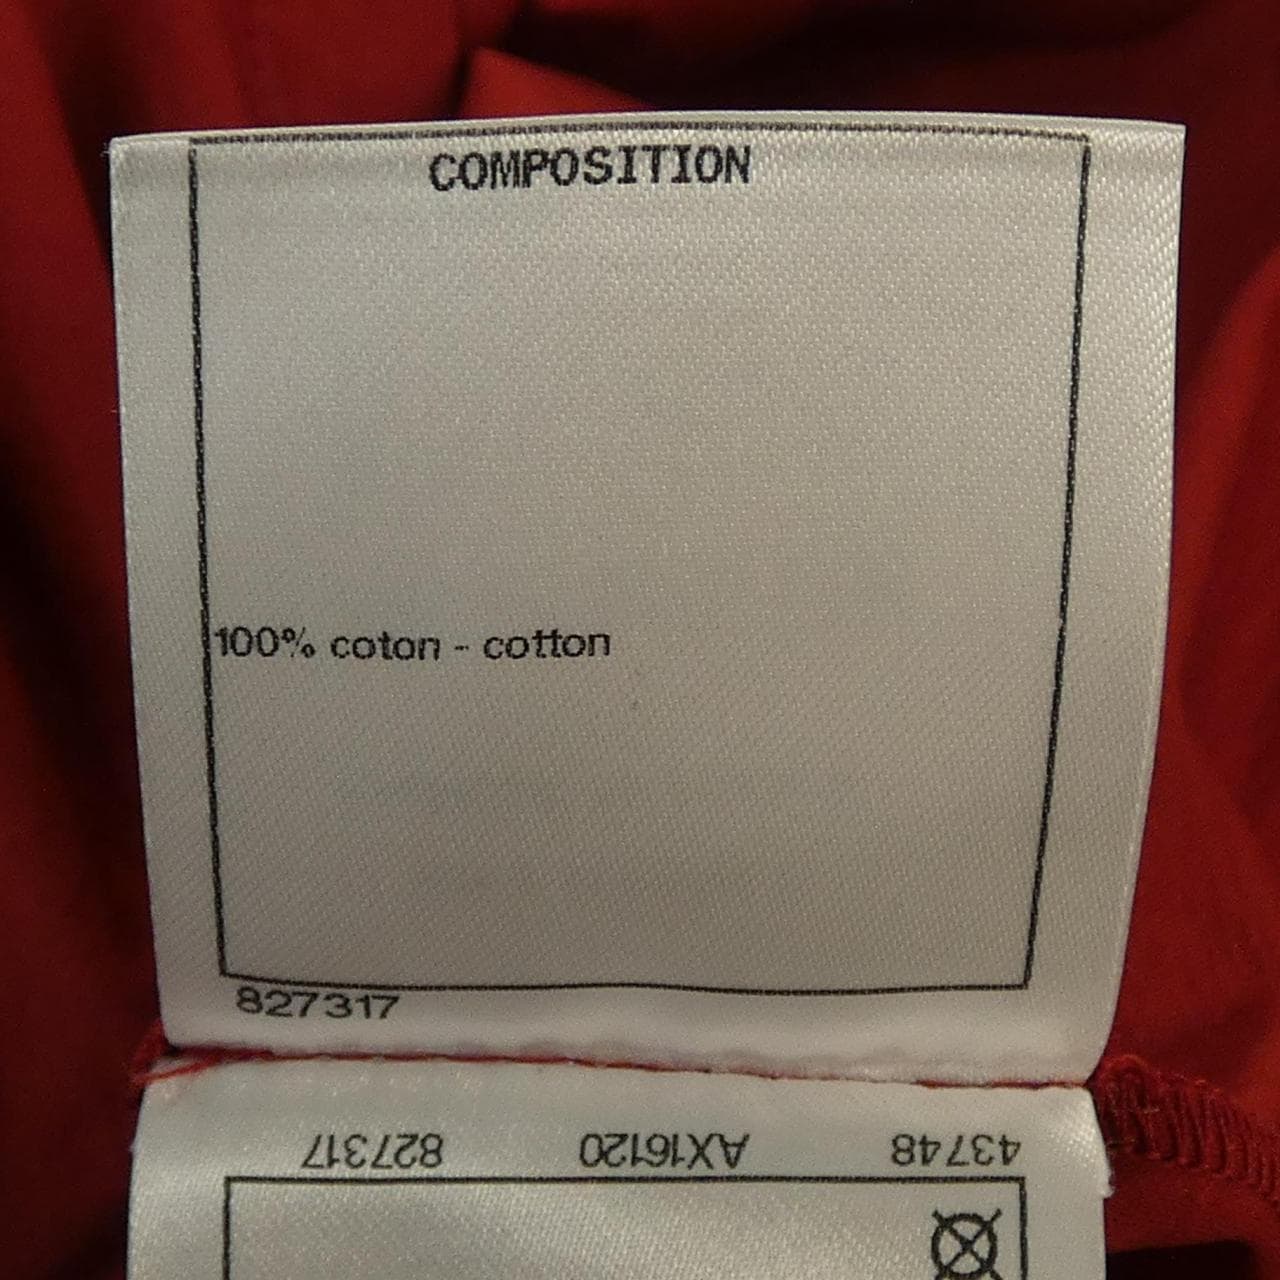 COMPOSITION
100% coton - cotton
827317
43748 AX16120 827317